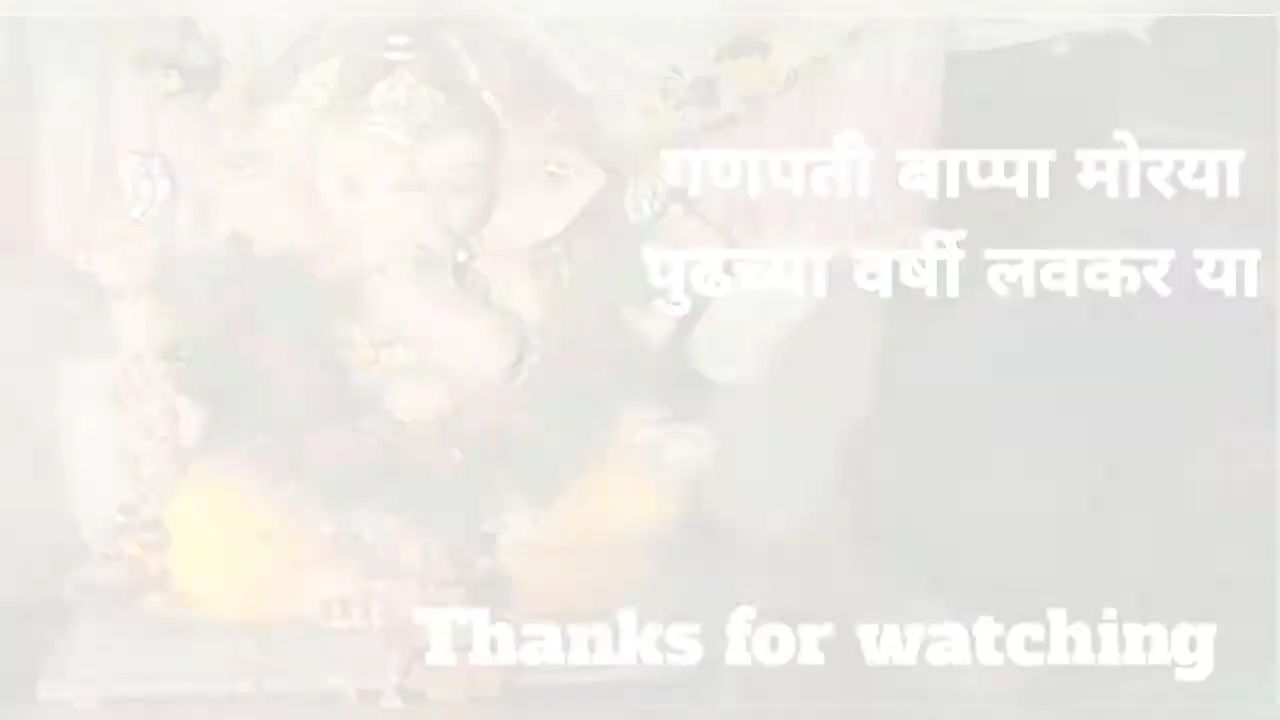 गणपती बाप्पा मोरया
पुढच्या वर्षी लवकर या
Thanks for watching